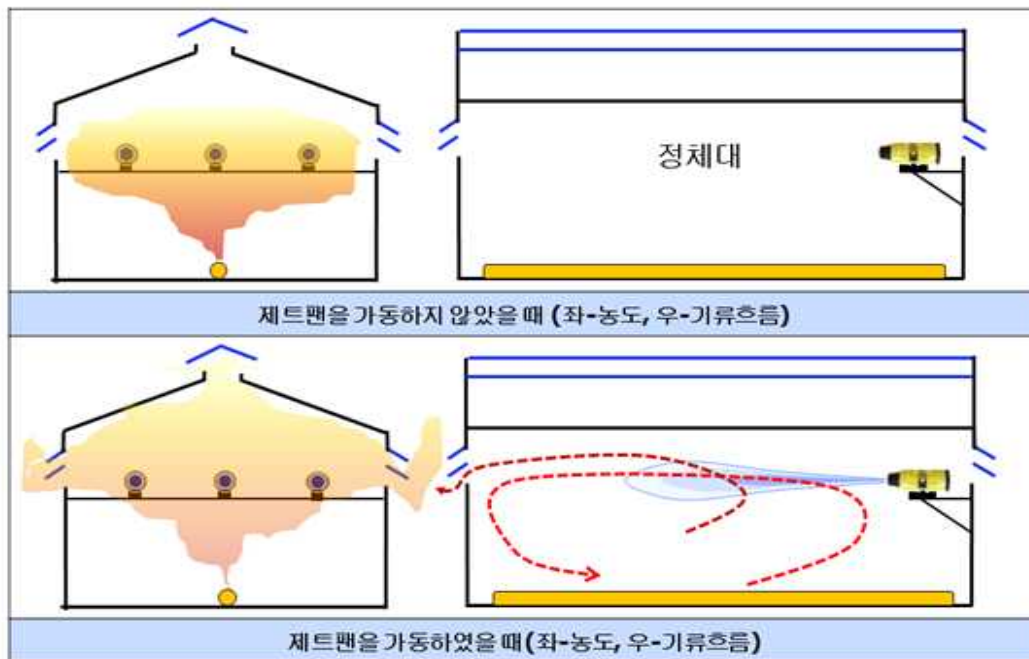 정체대
제트팬을 가동하지 않았을 때 (좌-농도, 우-기류흐름)
제트팬을 가동하였을 때(좌-농도, 우-기류흐름)